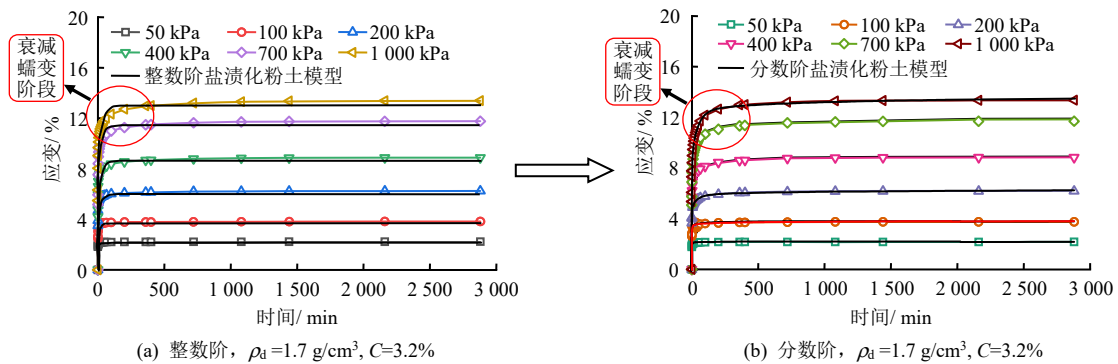 20
16
12
8
4
0
应变/ %
衰减
蠕变
阶段
50 kPa 100 kPa 200 kPa
400 kPa 700 kPa 1 000 kPa
整数阶盐渍化粉土模型
0 500 1 000 1 500 2 000 2 500 3 000
时间/ min
(a) 整数阶，ρd =1.7 g/cm³, C=3.2%
20
16
12
8
4
0
应变/ %
衰减
蠕变
阶段
50 kPa 100 kPa 200 kPa
400 kPa 700 kPa 1 000 kPa
分数阶盐渍化粉土模型
0 500 1 000 1 500 2 000 2 500 3 000
时间/ min
(b) 分数阶，ρd =1.7 g/cm³, C=3.2%